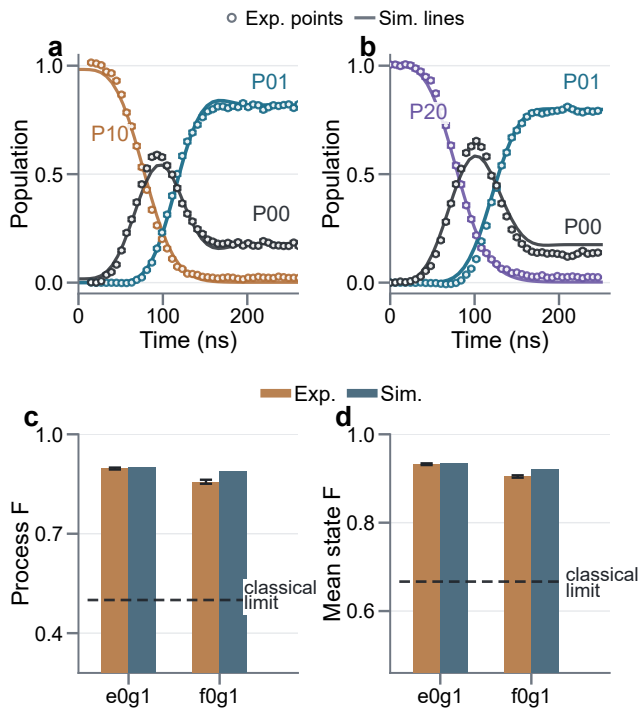 Exp. points Sim. lines
a
b
1.0
0.5
0.0
Population
P10
P01
P00
0
100
200
Time (ns)
1.0
0.5
0.0
Population
P20
P01
P00
0
100
200
Time (ns)
Exp. Sim.
c
d
1.0
0.7
0.4
Process F
classical
limit
e0g1
f0g1
1.0
0.8
0.6
Mean state F
classical
limit
e0g1
f0g1